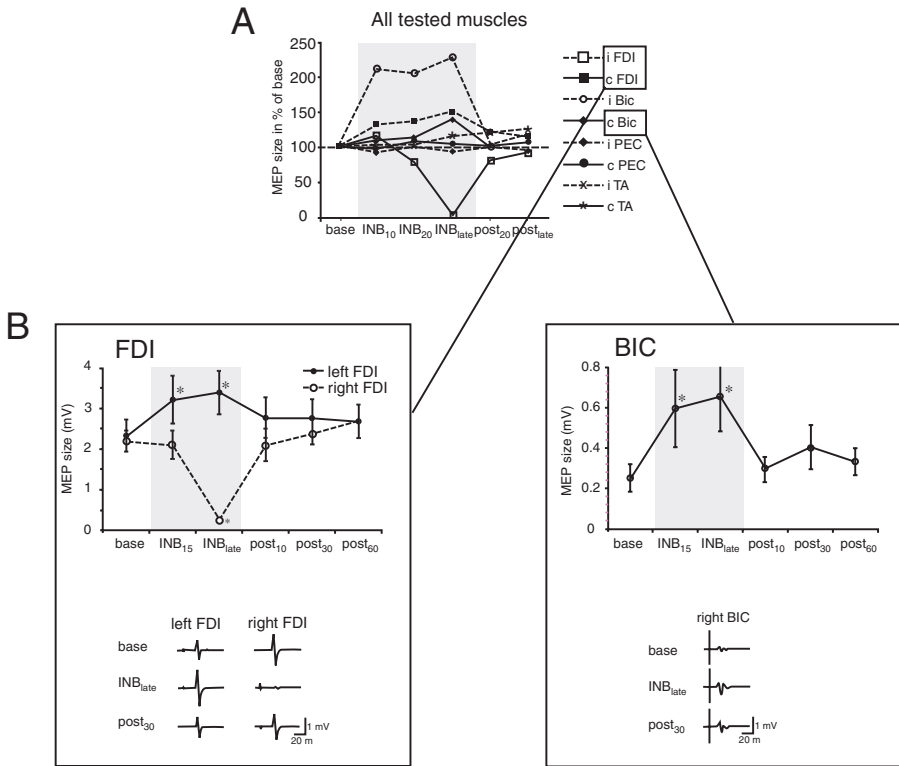 A
All tested muscles
MEP size in % of base
250
200
150
100
50
0
base INB10 INB20 INBlate post20 postlate
i FDI
c FDI
i Bic
c Bic
i PEC
c PEC
i TA
c TA
B
FDI
MEP size (mV)
4
3
2
1
0
left FDI
right FDI
* *
*
base INB15 INBlate post10 post30 post60
left FDI right FDI
base
INBlate
post30
1 mV
20 m
BIC
MEP size (mV)
0.8
0.6
0.4
0.2
0
* *
base INB15 INBlate post10 post30 post60
right BIC
base
INBlate
post30
1 mV
20 m